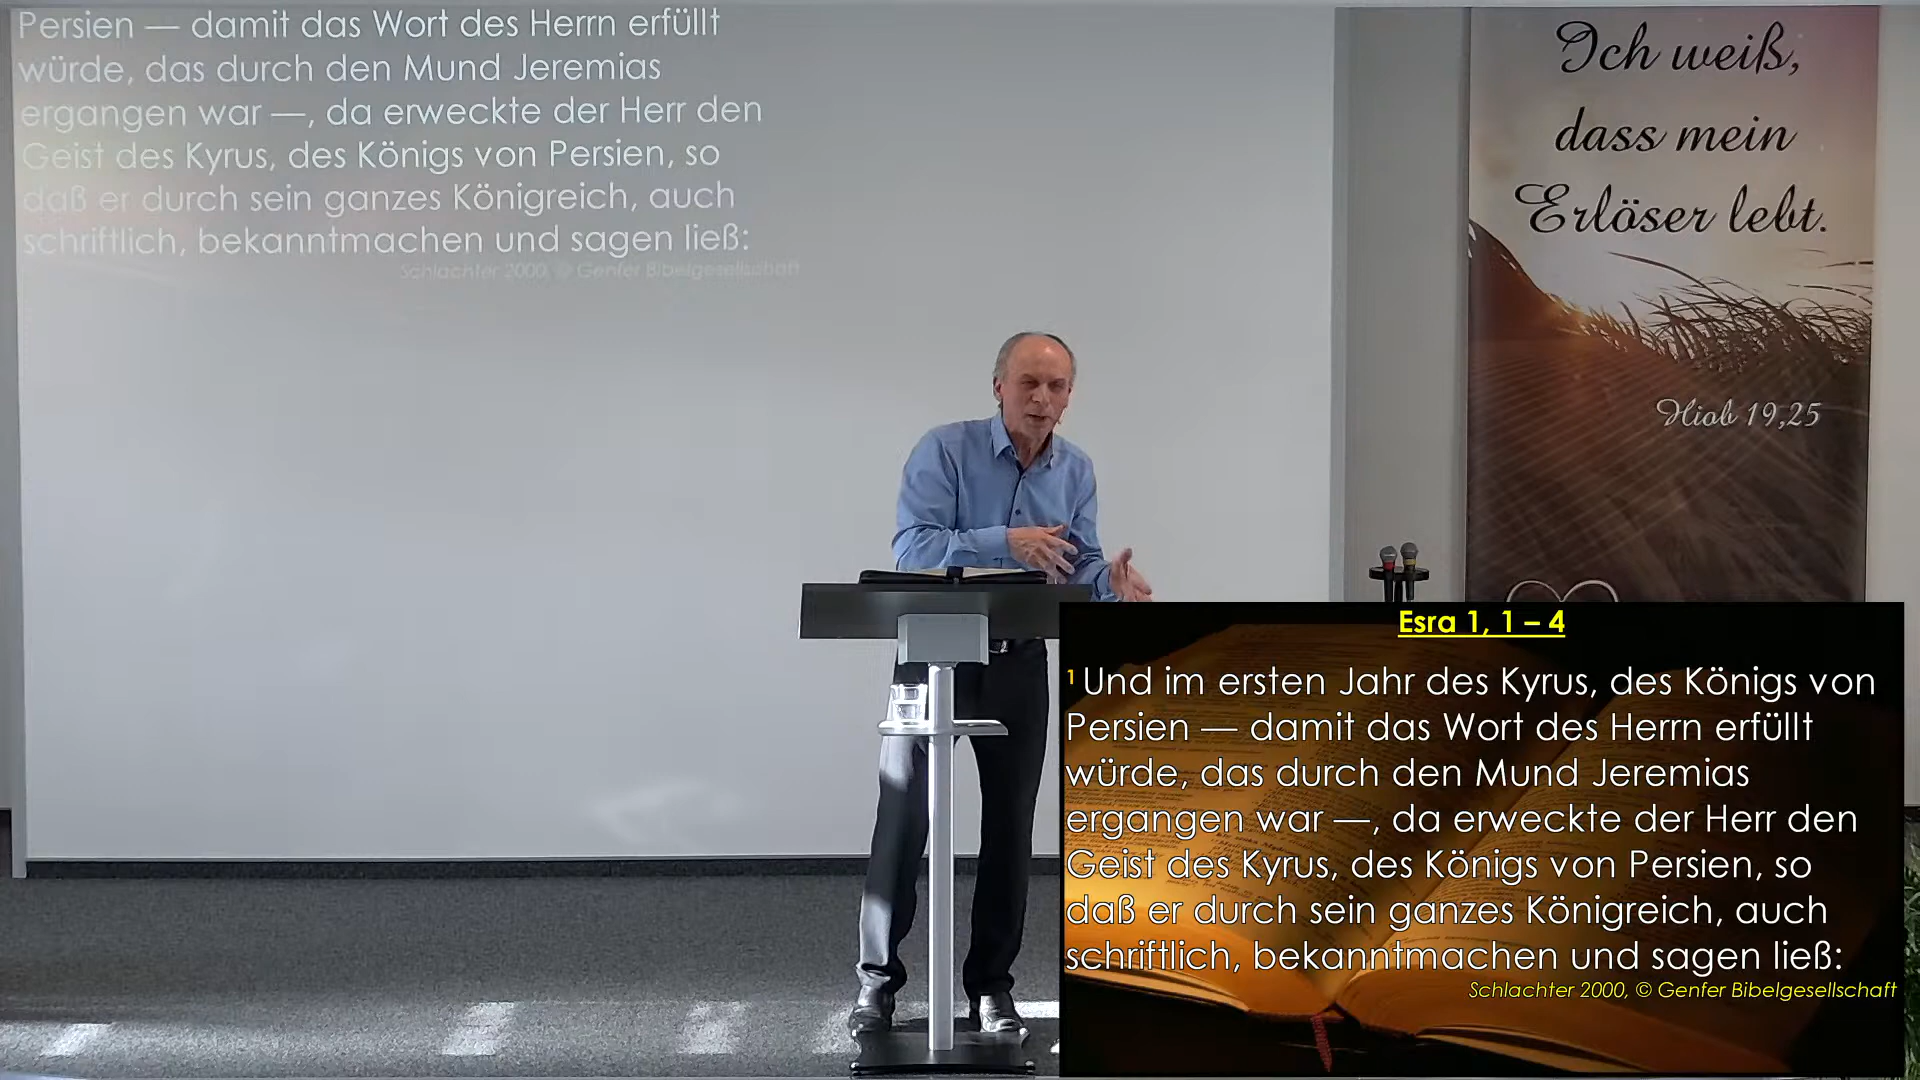 Persien — damit das Wort des Herrn erfüllt
würde, das durch den Mund Jeremias
ergangen war —, da erweckte der Herr den
Geist des Kyrus, des Königs von Persien, so
daß er durch sein ganzes Königreich, auch
schriftlich, bekanntmachen und sagen ließ:
Schlachter 2000, © Genfer Bibelgesellschaft
Ich weiß,
dass mein
Erlöser lebt.
Hiob 19,25
Esra 1, 1 – 4
1 Und im ersten Jahr des Kyrus, des Königs von
Persien — damit das Wort des Herrn erfüllt
würde, das durch den Mund Jeremias
ergangen war —, da erweckte der Herr den
Geist des Kyrus, des Königs von Persien, so
daß er durch sein ganzes Königreich, auch
schriftlich, bekanntmachen und sagen ließ:
Schlachter 2000, © Genfer Bibelgesellschaft